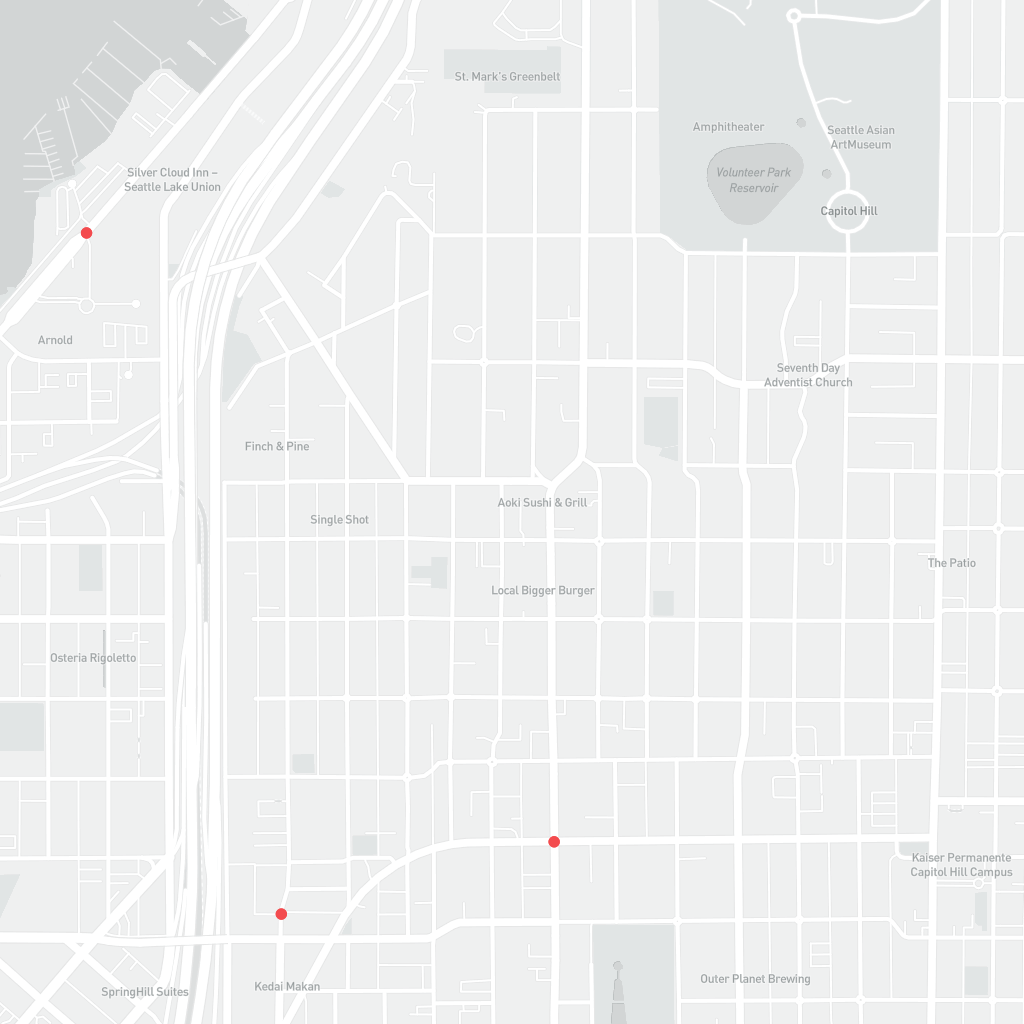 St. Mark's Greenbelt
Amphitheater
Seattle Asian
ArtMuseum
Silver Cloud Inn –
Seattle Lake Union
Volunteer Park
Reservoir
Capitol Hill
Arnold
Seventh Day
Adventist Church
Finch & Pine
Aoki Sushi & Grill
Single Shot
The Patio
Local Bigger Burger
Osteria Rigoletto
Kaiser Permanente
Capitol Hill Campus
Outer Planet Brewing
Kedai Makan
SpringHill Suites